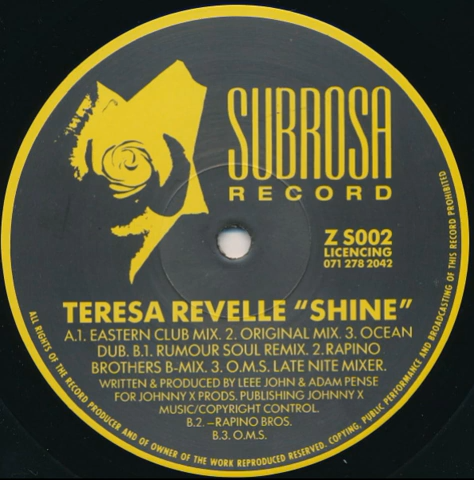 SUBROSA
RECORD
Z S002
LICENCING
071 278 2042
TERESA REVELLE "SHINE"
A.1. EASTERN CLUB MIX. 2. ORIGINAL MIX. 3. OCEAN
DUB. B.1. RUMOUR SOUL REMIX. 2. RAPINO
BROTHERS B-MIX. 3. O.M.S. LATE NITE MIXER.
WRITTEN & PRODUCED BY LEEE JOHN & ADAM PENSE
FOR JOHNNY X PRODS. PUBLISHING JOHNNY X
MUSIC/COPYRIGHT CONTROL.
B.2. –RAPINO BROS.
B.3. O.M.S.
ALL RIGHTS OF THE RECORD PRODUCER AND OF OWNER OF THE WORK REPRODUCED RESERVED. COPYING, PUBLIC PERFORMANCE AND BROADCASTING OF THIS RECORD PROHIBITED